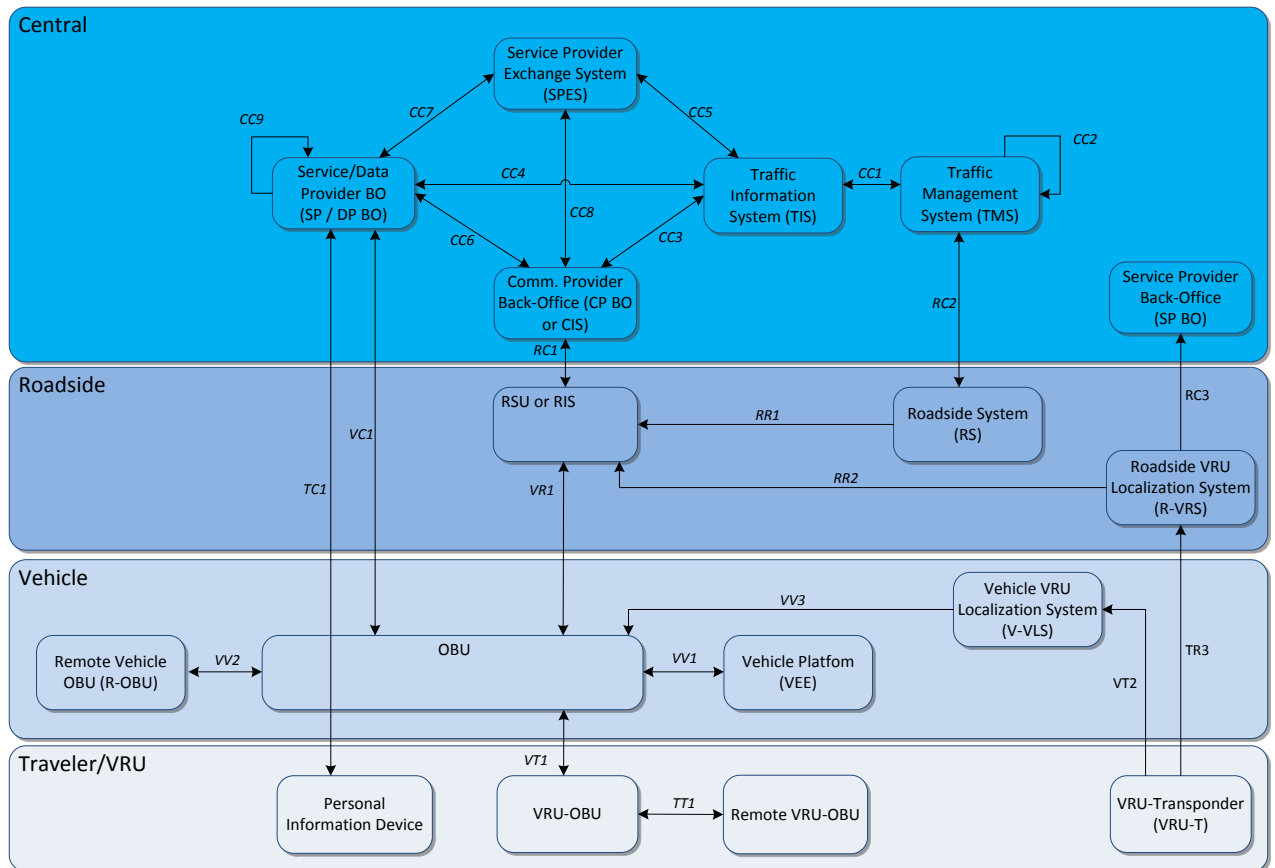 Central
Service Provider
Exchange System
(SPES)
CC7
CC5
CC9
CC2
Service/Data
Provider BO
(SP / DP BO)
CC4
Traffic
Information
System (TIS)
CC1
Traffic
Management
System (TMS)
CC8
CC6
CC3
Comm. Provider
Back-Office (CP BO
or CIS)
RC2
Service Provider
Back-Office
(SP BO)
RC1
Roadside
RSU or RIS
RR1
Roadside System
(RS)
RC3
VC1
TC1
VR1
RR2
Roadside VRU
Localization System
(R-VRS)
Vehicle
Vehicle VRU
Localization System
(V-VLS)
VV3
OBU
Remote Vehicle
OBU (R-OBU)
VV2
VV1
Vehicle Platfom
(VEE)
TR3
VT2
Traveler/VRU
VT1
Personal
Information Device
VRU-OBU
TT1
Remote VRU-OBU
VRU-Transponder
(VRU-T)